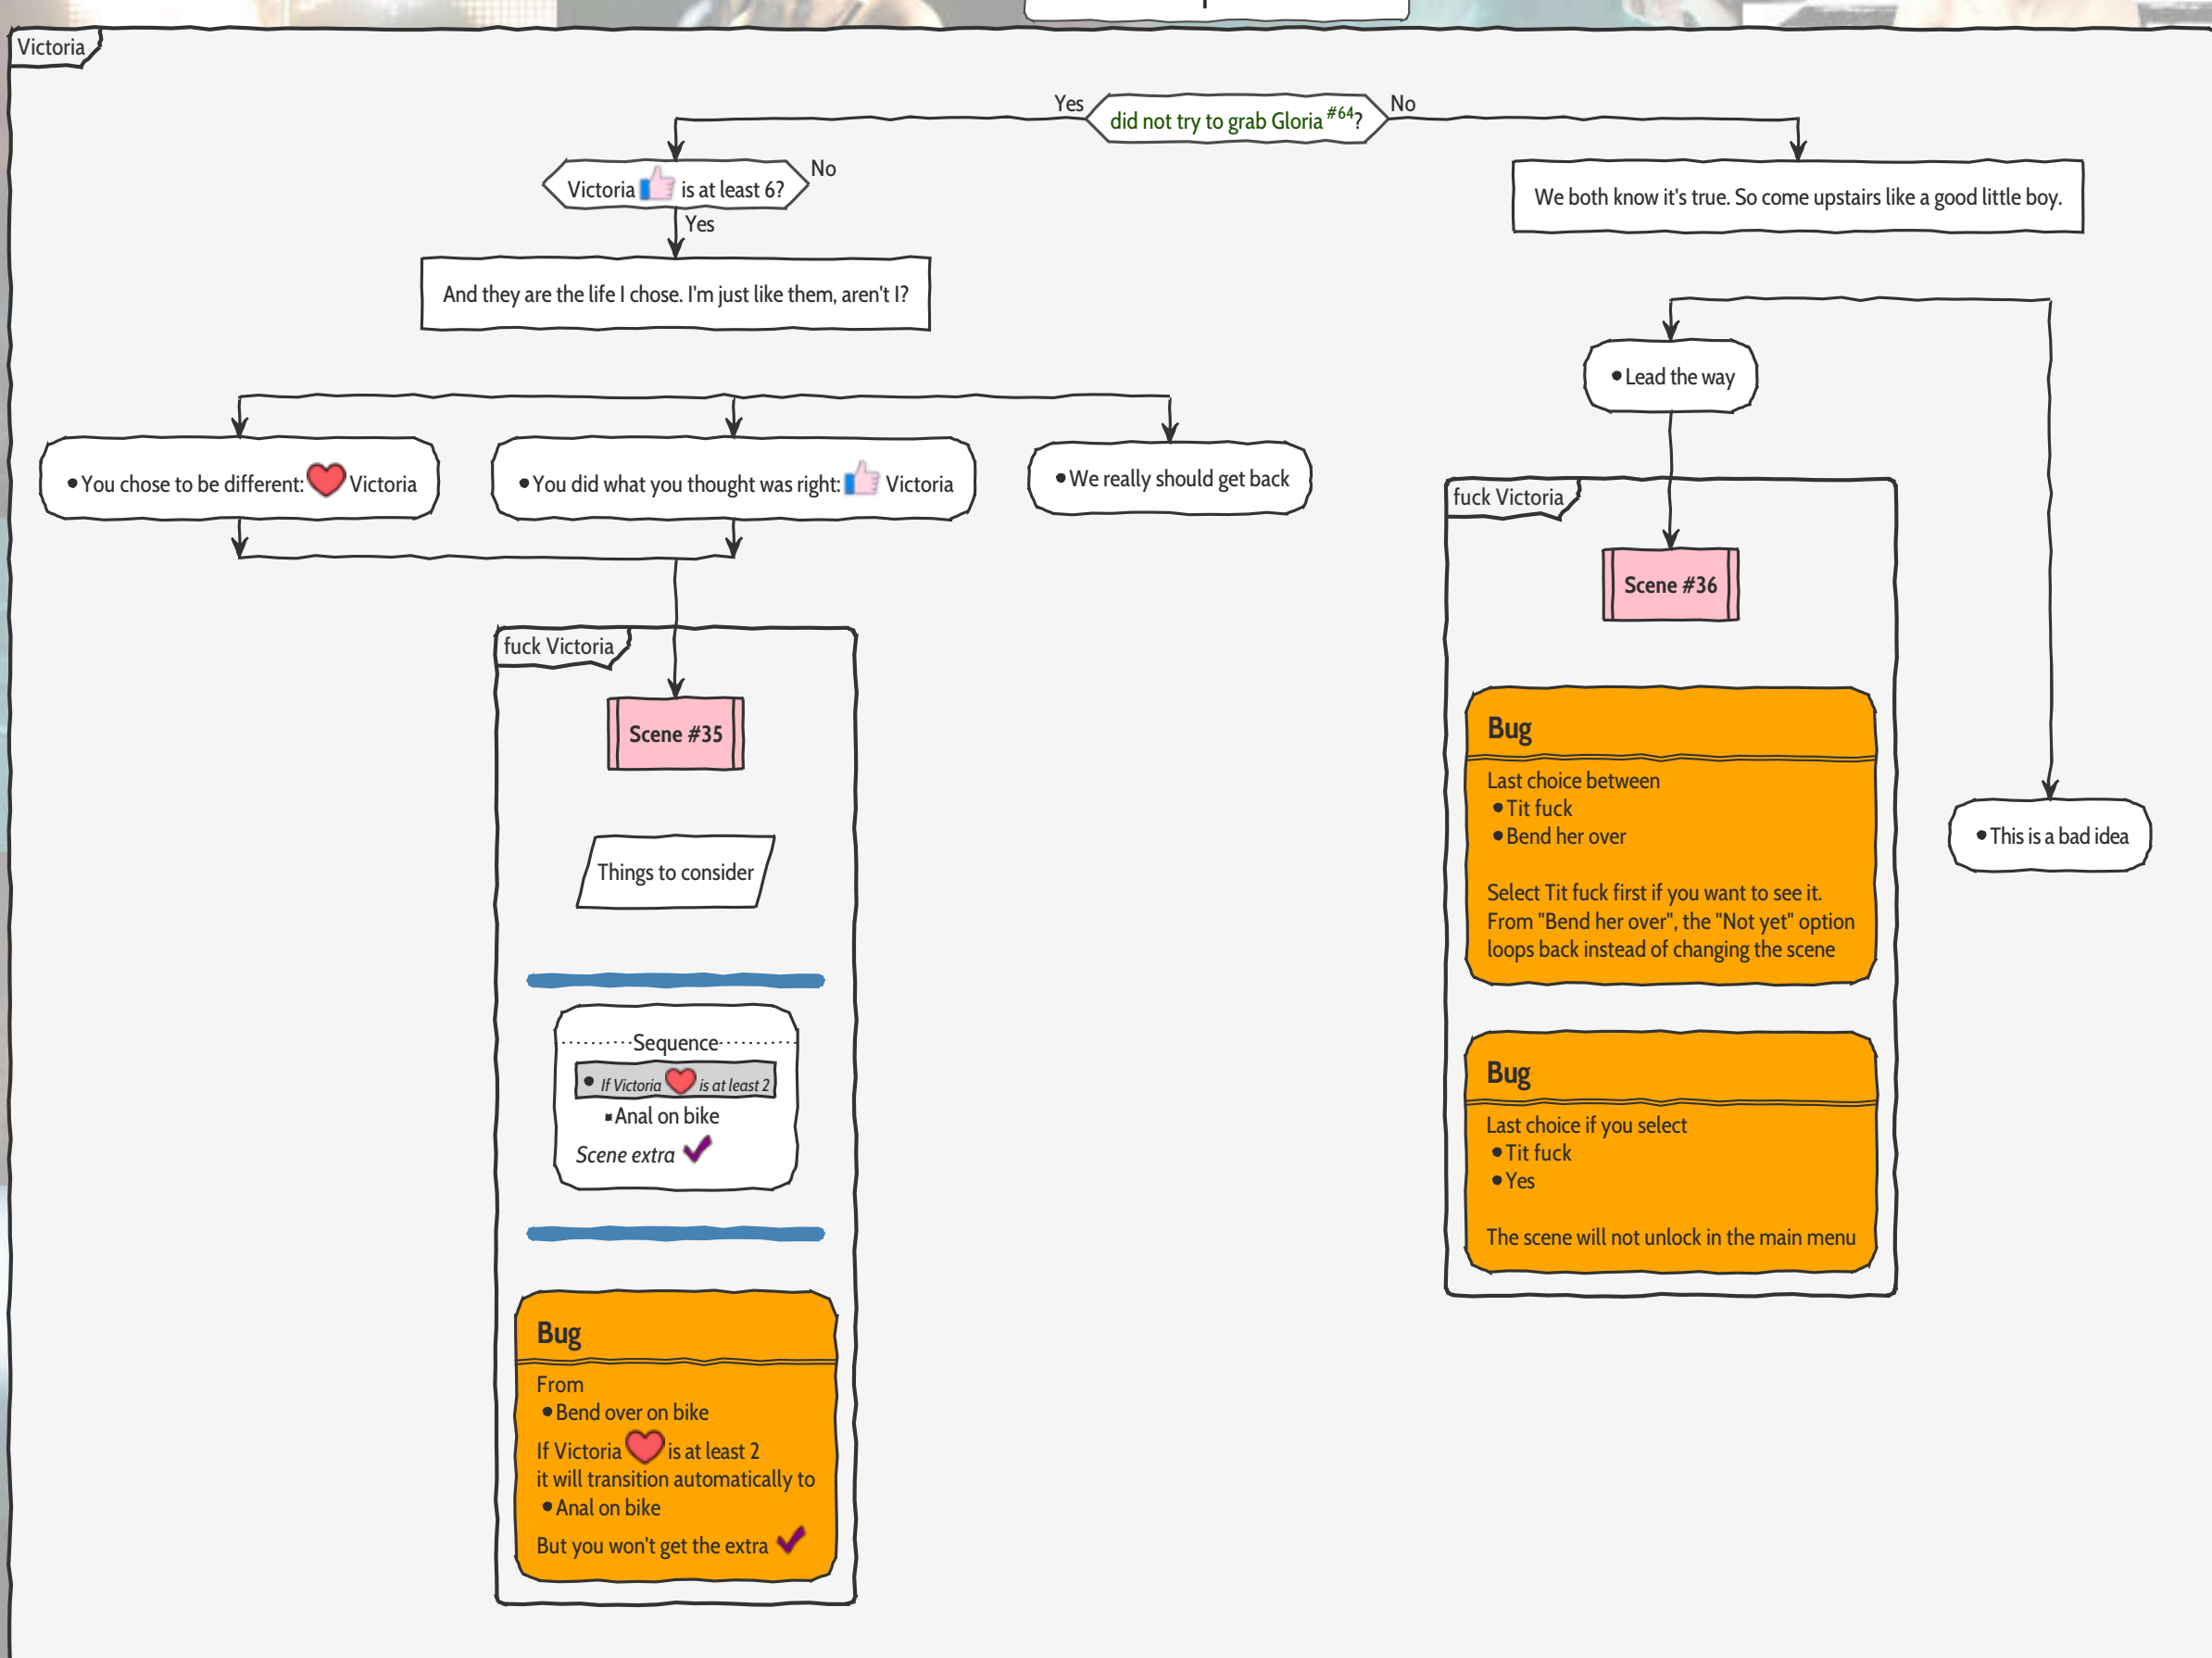 Victoria
Yes
did not try to grab Gloria #64?
No
Victoria is at least 6?
No
Yes
We both know it's true. So come upstairs like a good little boy.
And they are the life I chose. I'm just like them, aren't I?
• Lead the way
• You chose to be different: Victoria
• You did what you thought was right: Victoria
• We really should get back
fuck Victoria
Scene #35
Things to consider
Sequence
• If Victoria is at least 2
▪ Anal on bike
Scene extra
Bug
From
• Bend over on bike
If Victoria is at least 2
it will transition automatically to
• Anal on bike
But you won't get the extra
fuck Victoria
Scene #36
Bug
Last choice between
• Tit fuck
• Bend her over
Select Tit fuck first if you want to see it.
From "Bend her over", the "Not yet" option
loops back instead of changing the scene
Bug
Last choice if you select
• Tit fuck
• Yes
The scene will not unlock in the main menu
• This is a bad idea